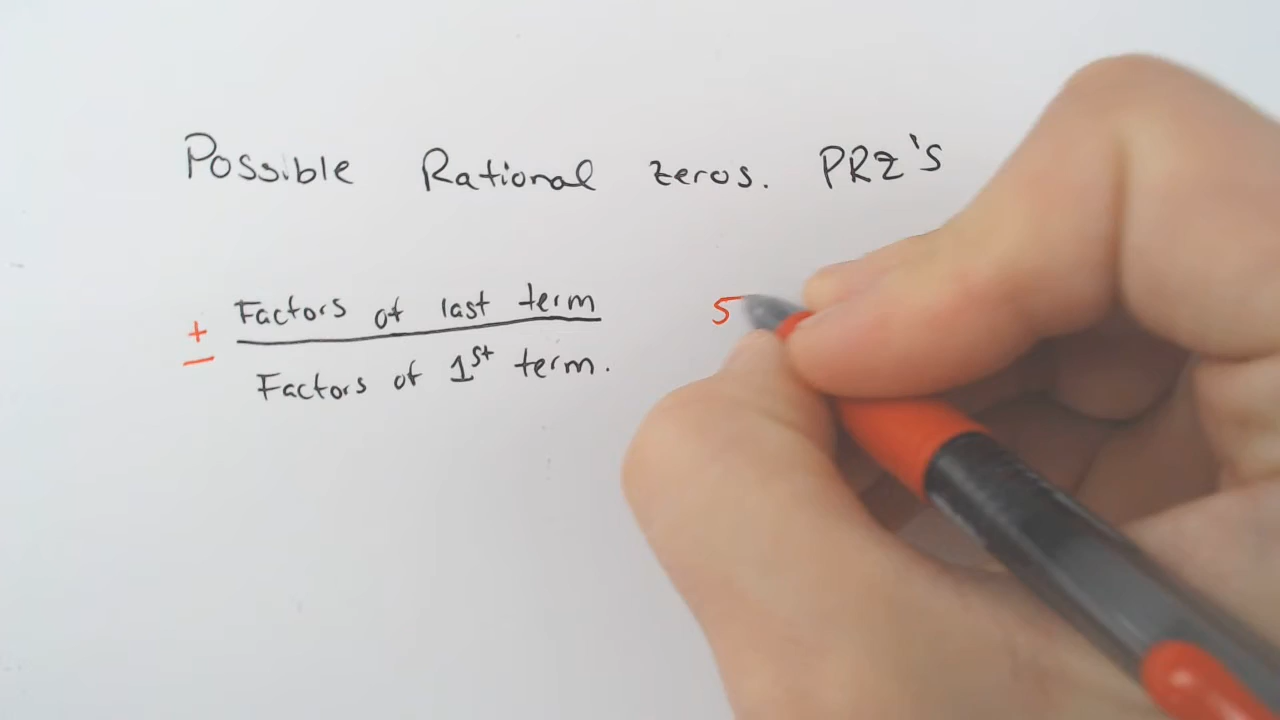 Possible Rational zeros. PRZ's
± Factors of last term
Factors of 1st term.
5